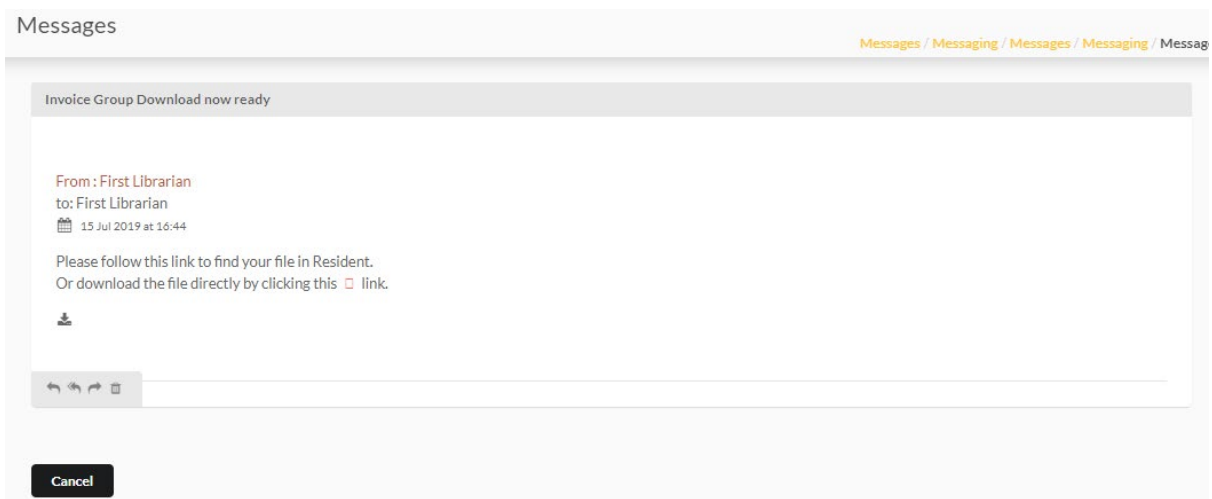 Messages
Messages / Messaging / Messages / Messaging / Message
Invoice Group Download now ready
From : First Librarian
to: First Librarian
15 Jul 2019 at 16:44
Please follow this link to find your file in Resident.
Or download the file directly by clicking this link.
Cancel